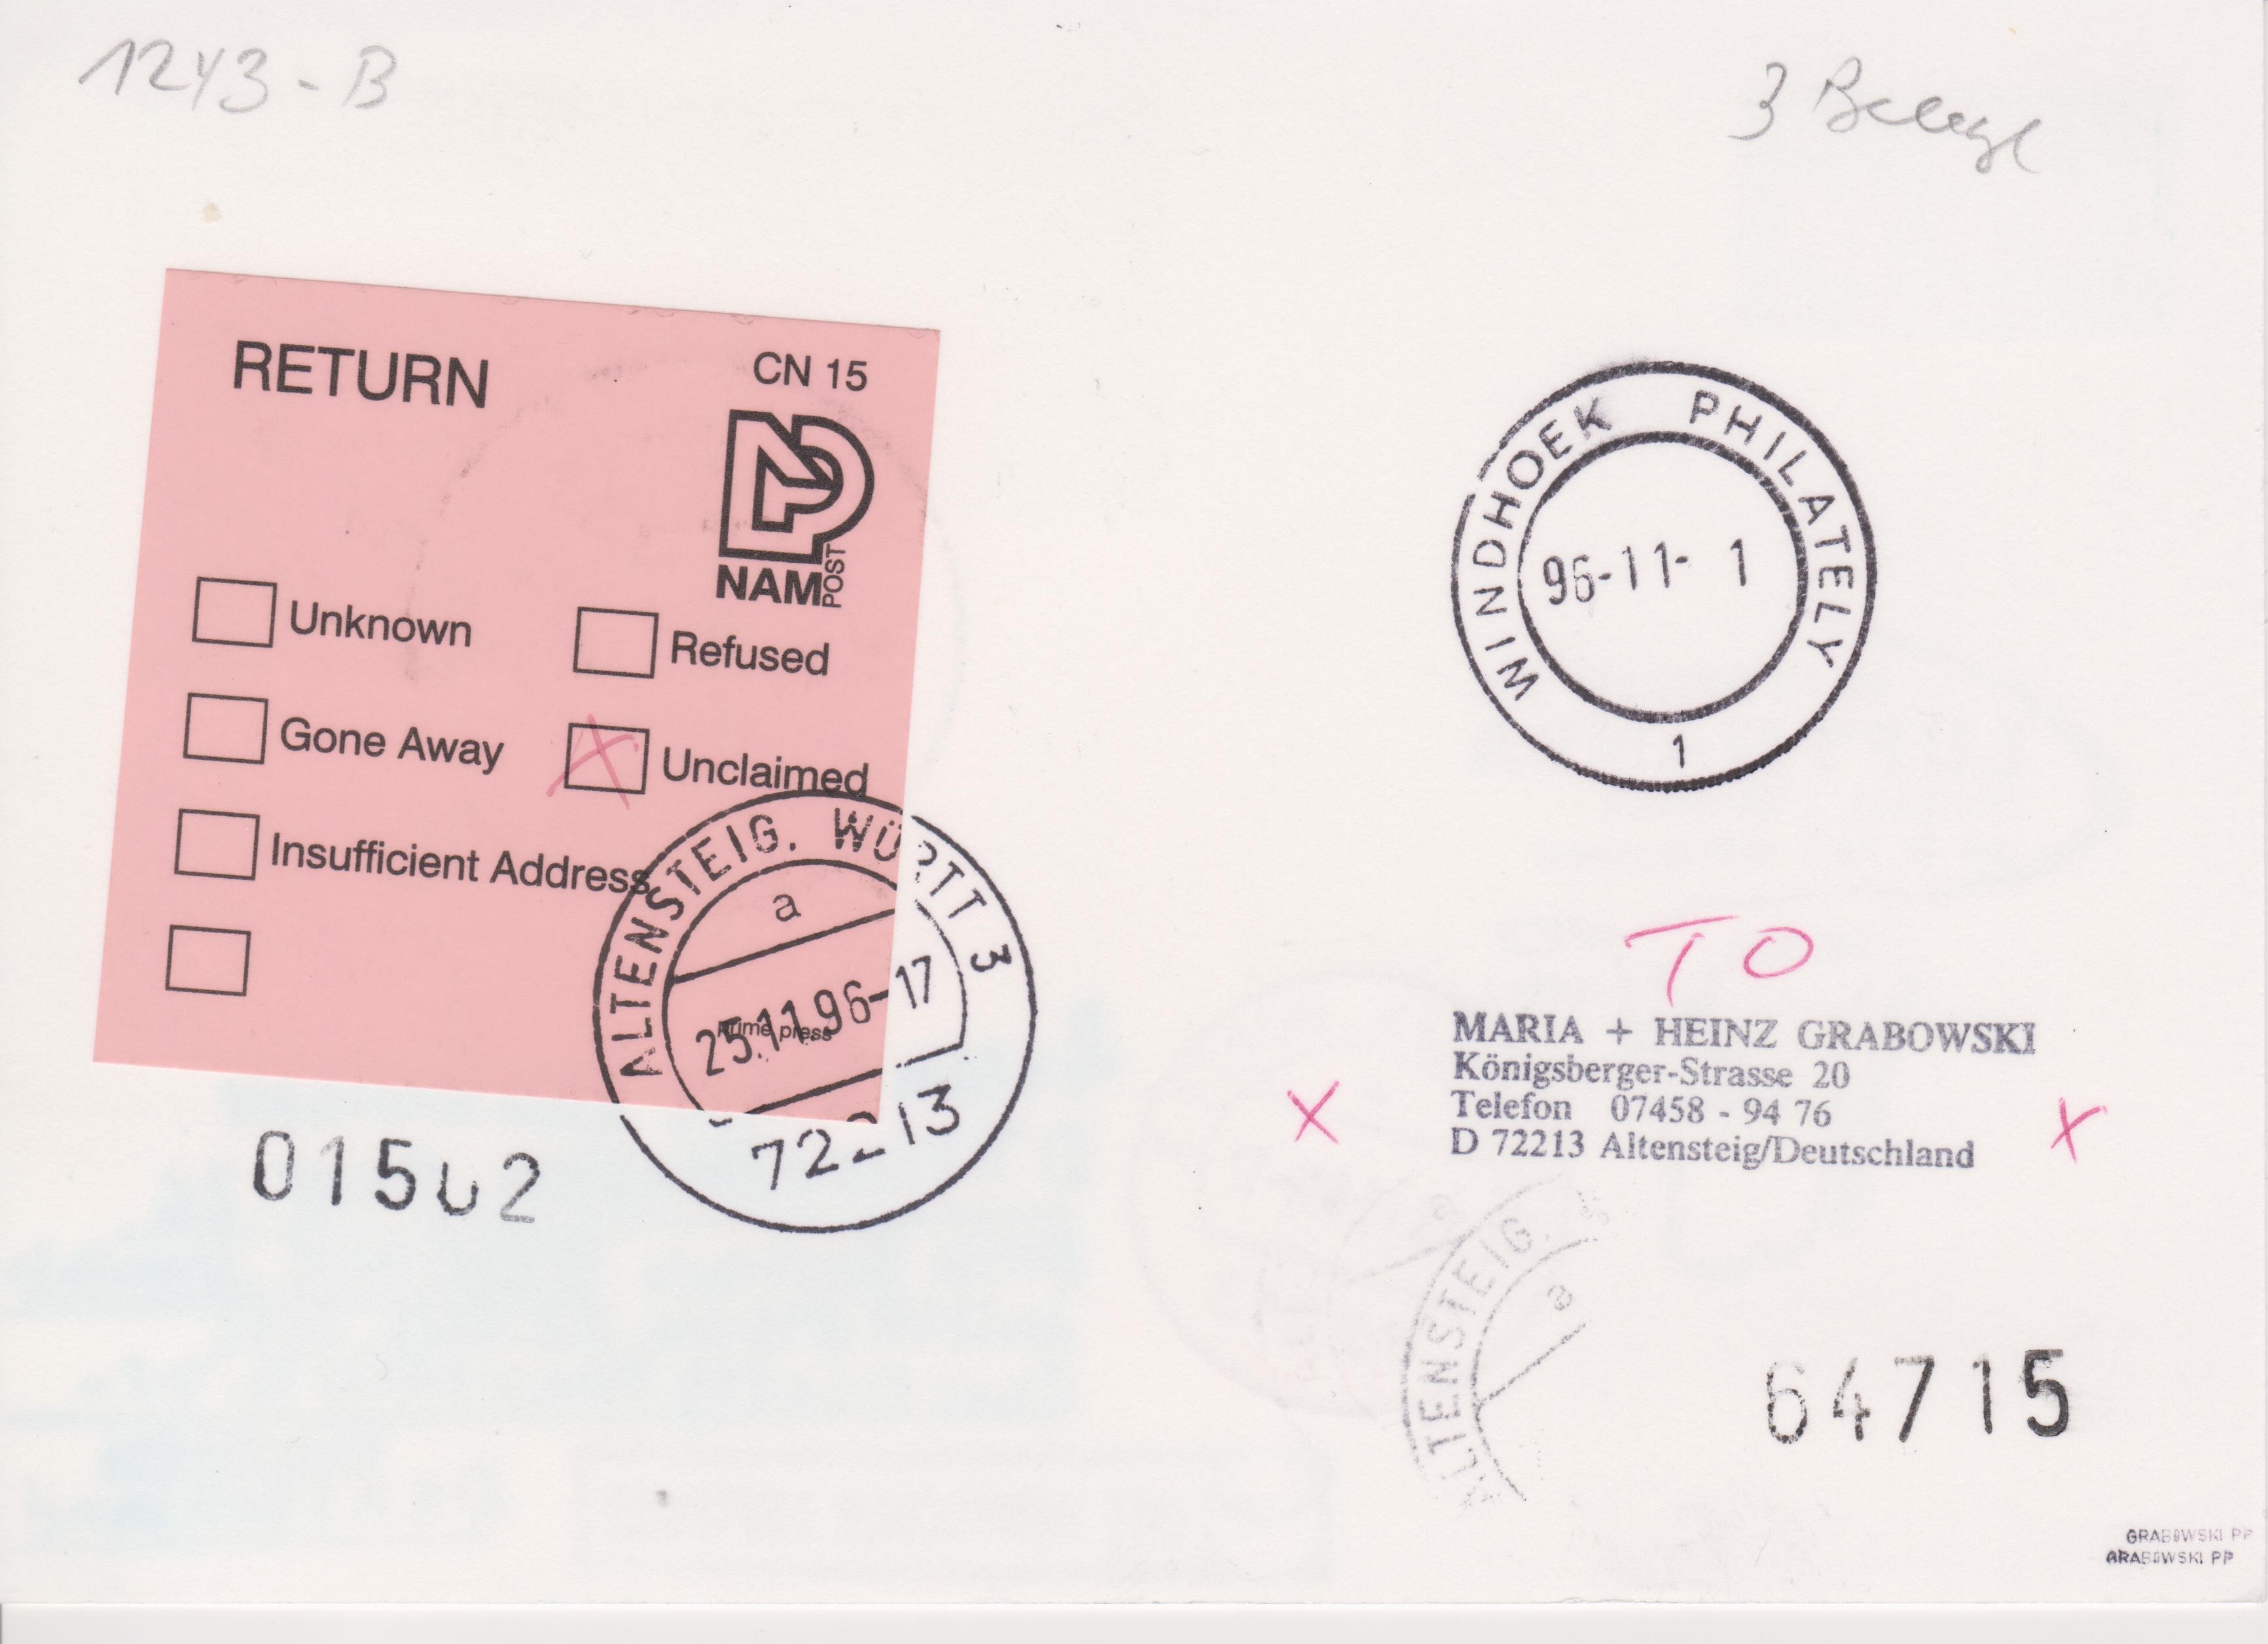 1243-B
3 Belege
RETURN
CN 15
NAM POST
Unknown
Refused
Gone Away
Unclaimed
Insufficient Address
prime press
WINDHOEK PHILATELY
96-11- 1
1
ALTENSTEIG, WÜRTT 3
a
25.11.96-17
72213
TO
MARIA + HEINZ GRABOWSKI
Königsberger-Strasse 20
Telefon 07458 - 94 76
D 72213 Altensteig/Deutschland
X X
01502
ALTENSTEIG,
a
64715
GRABOWSKI PP
GRABOWSKI PP